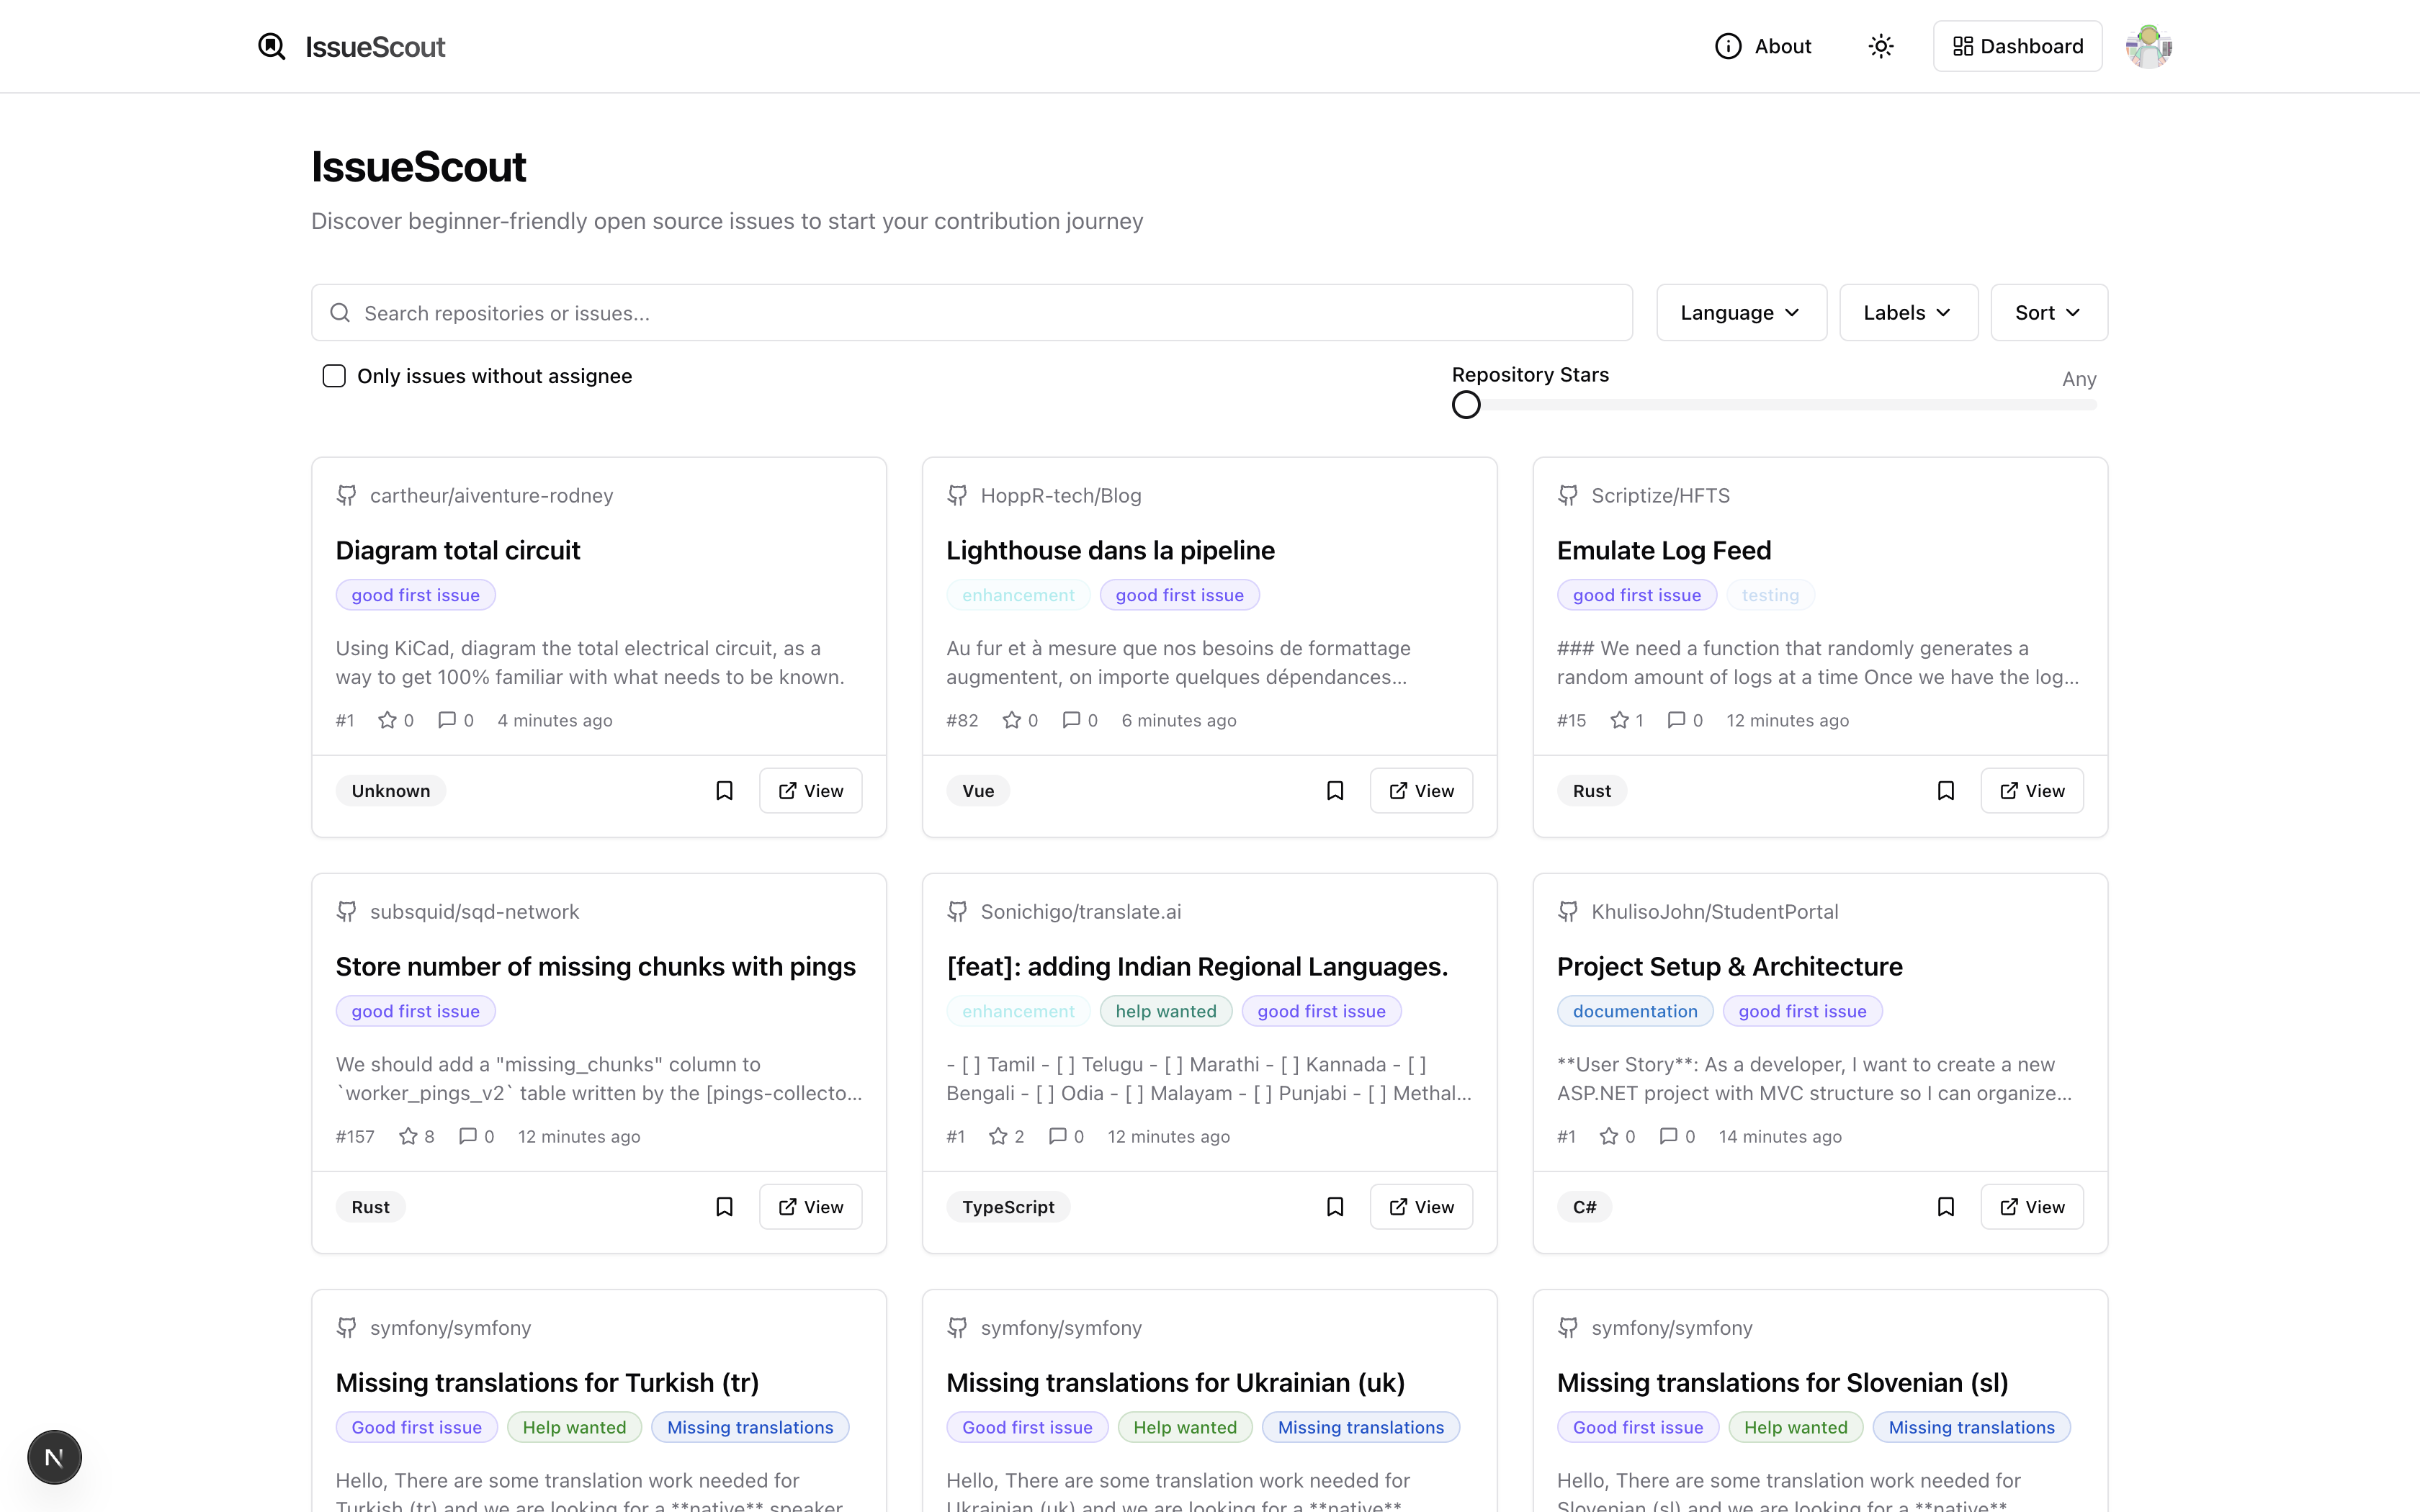 IssueScout
About
Dashboard
IssueScout
Discover beginner-friendly open source issues to start your contribution journey
Search repositories or issues...
Language
Labels
Sort
Only issues without assignee
Repository Stars
Any
cartheur/aiventure-rodney
Diagram total circuit
good first issue
Using KiCad, diagram the total electrical circuit, as a
way to get 100% familiar with what needs to be known.
#1 0 0 4 minutes ago
Unknown
View
HoppR-tech/Blog
Lighthouse dans la pipeline
enhancement good first issue
Au fur et à mesure que nos besoins de formattage
augmentent, on importe quelques dépendances...
#82 0 0 6 minutes ago
Vue
View
Scriptize/HFTS
Emulate Log Feed
good first issue testing
### We need a function that randomly generates a
random amount of logs at a time Once we have the log...
#15 1 0 12 minutes ago
Rust
View
subsquid/sqd-network
Store number of missing chunks with pings
good first issue
We should add a "missing_chunks" column to
`worker_pings_v2` table written by the [pings-collecto...
#157 8 0 12 minutes ago
Rust
View
Sonichigo/translate.ai
[feat]: adding Indian Regional Languages.
enhancement help wanted good first issue
- [ ] Tamil - [ ] Telugu - [ ] Marathi - [ ] Kannada - [ ]
Bengali - [ ] Odia - [ ] Malayam - [ ] Punjabi - [ ] Methal...
#1 2 0 12 minutes ago
TypeScript
View
KhulisoJohn/StudentPortal
Project Setup & Architecture
documentation good first issue
**User Story**: As a developer, I want to create a new
ASP.NET project with MVC structure so I can organize...
#1 0 0 14 minutes ago
C#
View
symfony/symfony
Missing translations for Turkish (tr)
Good first issue Help wanted Missing translations
Hello, There are some translation work needed for
Turkish (tr) and we are looking for a **native** speaker
symfony/symfony
Missing translations for Ukrainian (uk)
Good first issue Help wanted Missing translations
Hello, There are some translation work needed for
Ukrainian (uk) and we are looking for a **native**
symfony/symfony
Missing translations for Slovenian (sl)
Good first issue Help wanted Missing translations
Hello, There are some translation work needed for
Slovenian (sl) and we are looking for a **native**
N